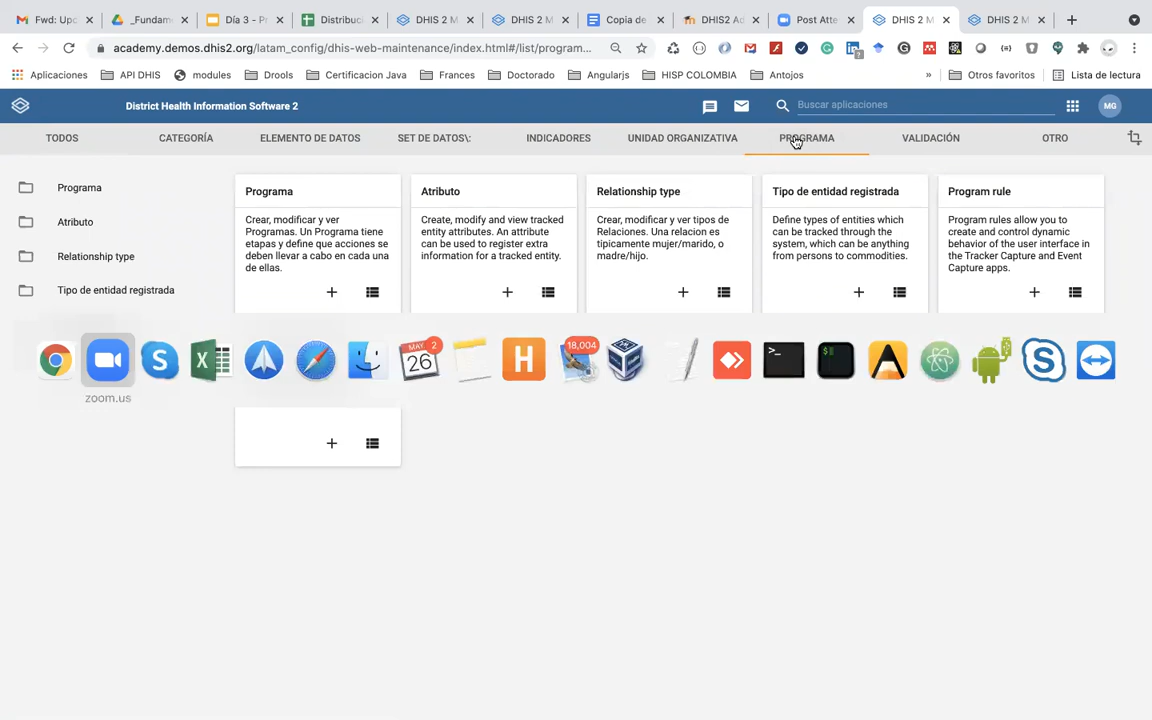 Fwd: Upc
_Fundame
Día 3 - Pr
Distribuci
DHIS 2 M
DHIS 2 M
Copia de
DHIS2 Ad
Post Atte
DHIS 2 M
DHIS 2 M
academy.demos.dhis2.org/latam_config/dhis-web-maintenance/index.html#/list/program...
Aplicaciones
API DHIS
modules
Drools
Certificacion Java
Frances
Doctorado
Angularjs
HISP COLOMBIA
Antojos
»
Otros favoritos
Lista de lectura
District Health Information Software 2
Buscar aplicaciones
MG
TODOS
CATEGORÍA
ELEMENTO DE DATOS
SET DE DATOS\:
INDICADORES
UNIDAD ORGANIZATIVA
PROGRAMA
VALIDACIÓN
OTRO
Programa
Atributo
Relationship type
Tipo de entidad registrada
Programa
Crear, modificar y ver
Programas. Un Programa tiene
etapas y define que acciones se
deben llevar a cabo en cada una
de ellas.
Atributo
Create, modify and view tracked
entity attributes. An attribute
can be used to register extra
information for a tracked entity.
Relationship type
Crear, modificar y ver tipos de
Relaciones. Una relacion es
tipicamente mujer/marido, o
madre/hijo.
Tipo de entidad registrada
Define types of entities which
can be tracked through the
system, which can be anything
from persons to commodities.
Program rule
Program rules allow you to
create and control dynamic
behavior of the user interface in
the Tracker Capture and Event
Capture apps.
MAY.
2
26
18,004
zoom.us